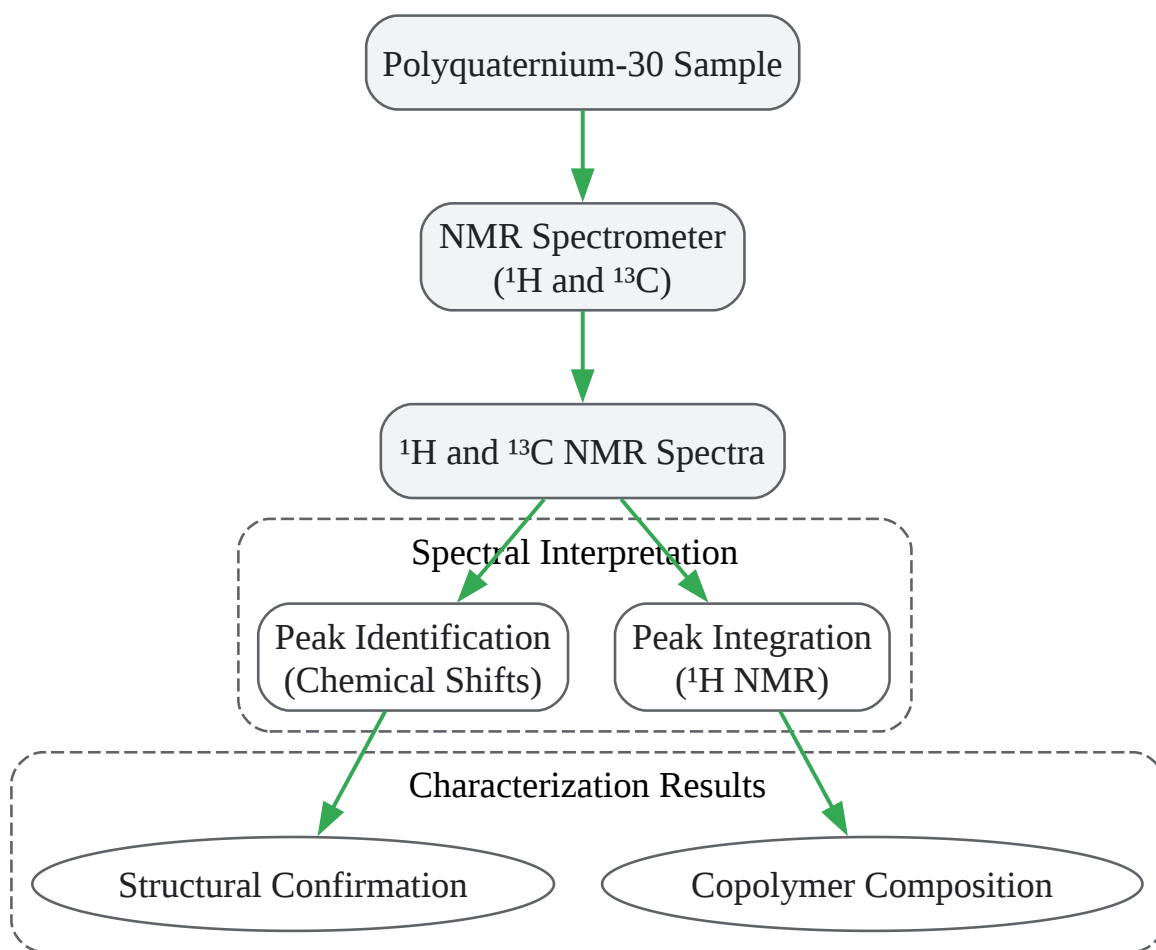 Polyquaternium-30 Sample
NMR Spectrometer
(¹H and ¹³C)
¹H and ¹³C NMR Spectra
Spectral Interpretation
Peak Identification
(Chemical Shifts)
Peak Integration
(¹H NMR)
Characterization Results
Structural Confirmation
Copolymer Composition